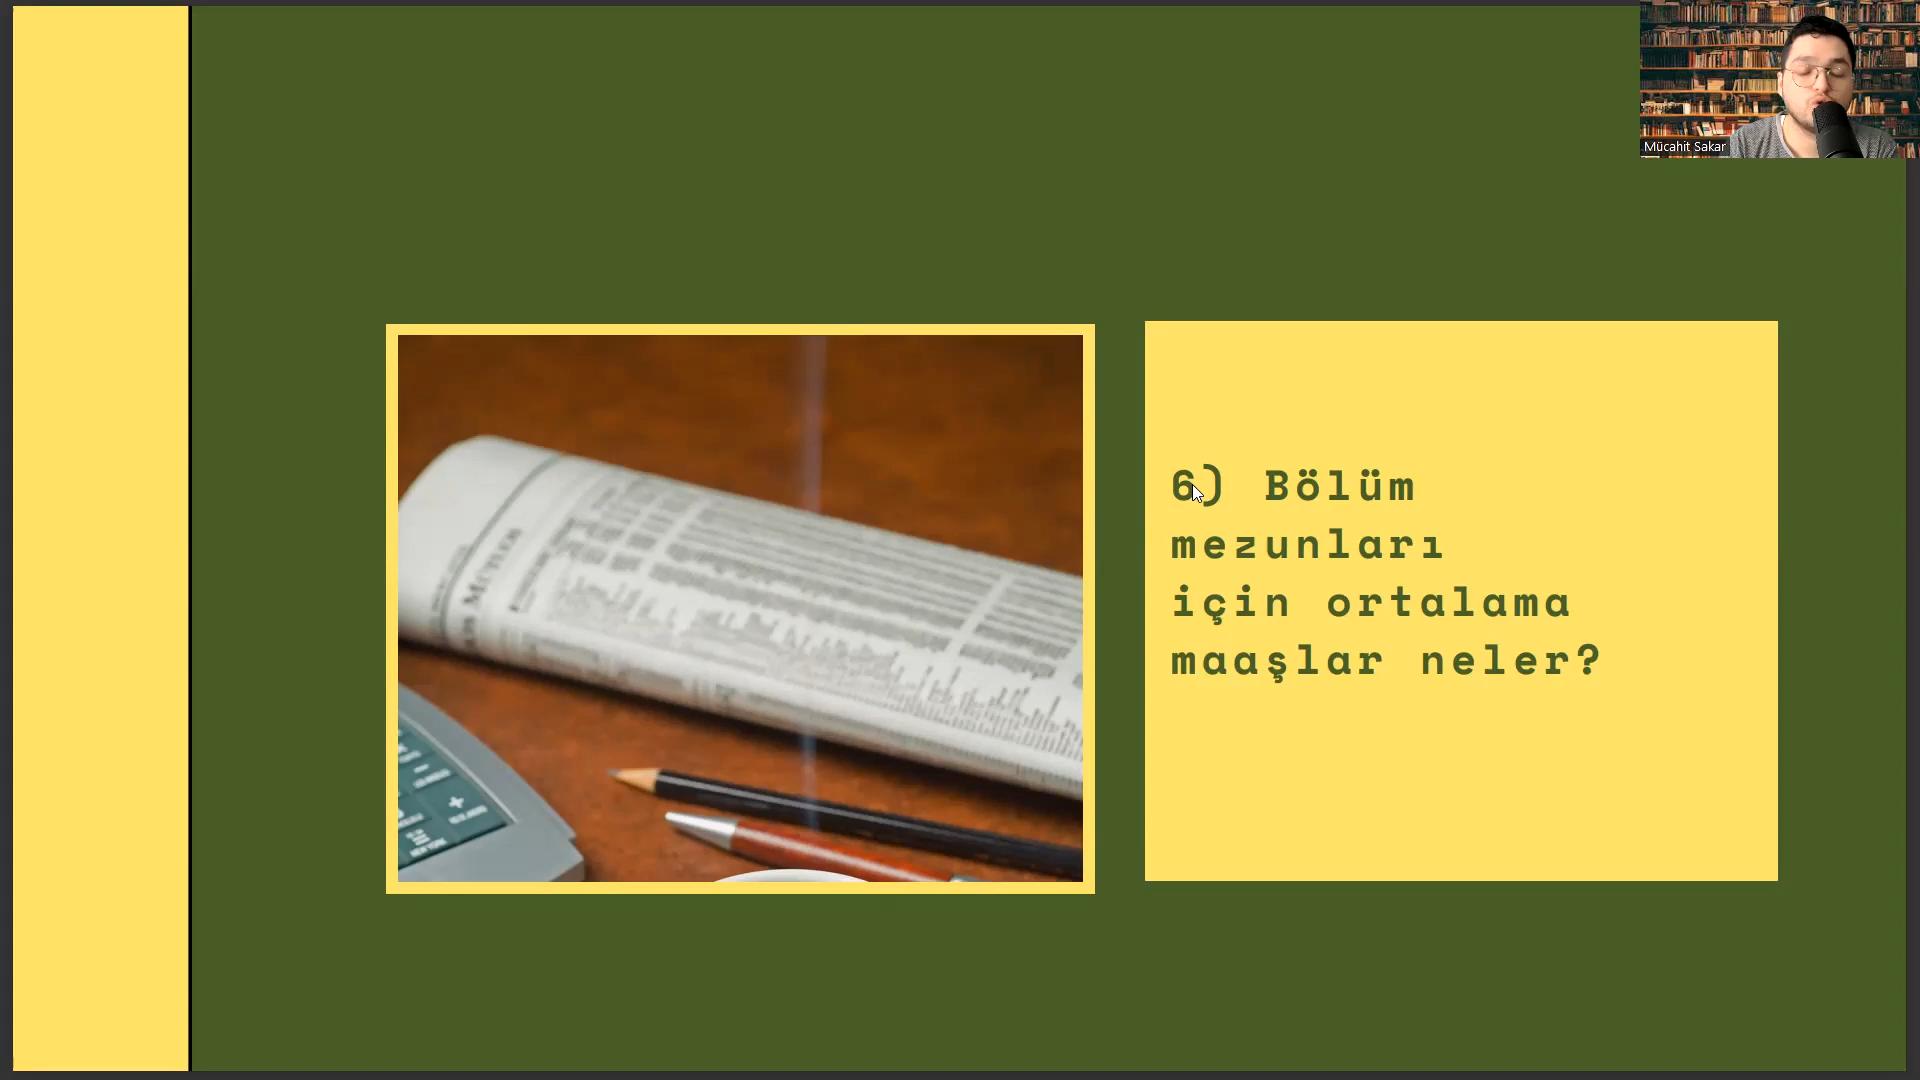 Mücahit Sakar
6) Bölüm
mezunları
için ortalama
maaşlar neler?